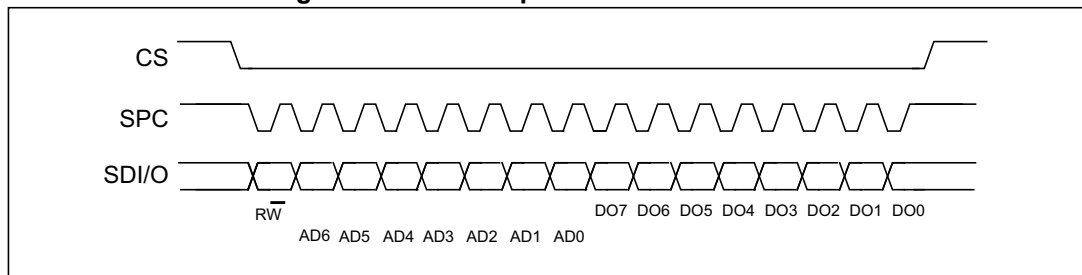 CS
SPC
SDI/O
RW
DO7 DO6 DO5 DO4 DO3 DO2 DO1 DO0
AD6 AD5 AD4 AD3 AD2 AD1 AD0